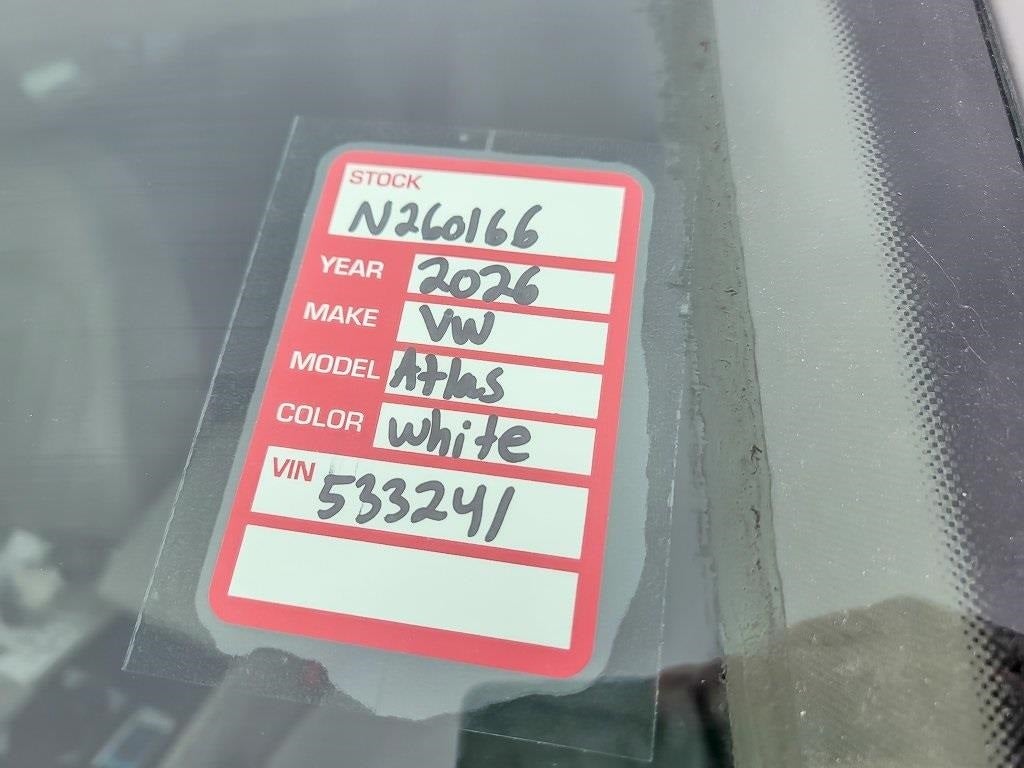 STOCK
N260166
YEAR 2026
MAKE VW
MODEL Atlas
COLOR white
VIN 533241